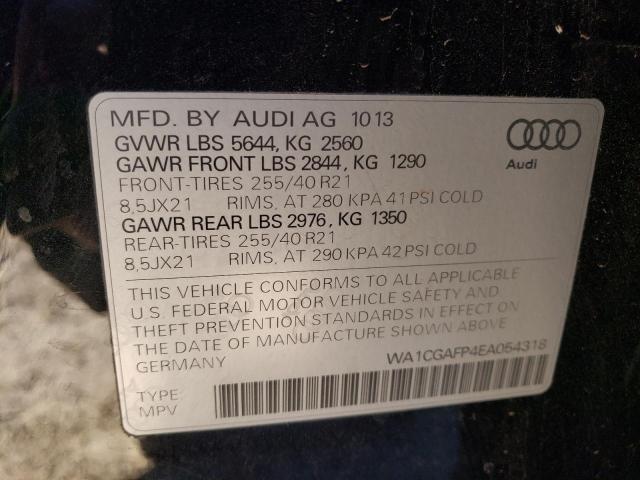 MFD. BY AUDI AG 10 13
GVWR LBS 5644, KG 2560
GAWR FRONT LBS 2844, KG 1290
FRONT-TIRES 255/40 R21
8,5JX21 RIMS, AT 280 KPA 41 PSI COLD
GAWR REAR LBS 2976, KG 1350
REAR-TIRES 255/40 R21
8,5JX21 RIMS, AT 290 KPA 42 PSI COLD
Audi
THIS VEHICLE CONFORMS TO ALL APPLICABLE
U.S. FEDERAL MOTOR VEHICLE SAFETY AND
THEFT PREVENTION STANDARDS IN EFFECT ON
THE DATE OF MANUFACTURE SHOWN ABOVE
GERMANY
WA1CGAFP4EA054318
TYPE
MPV